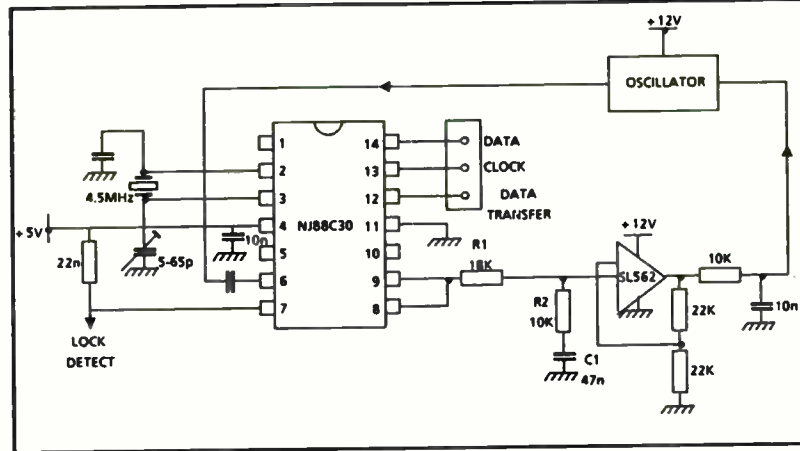 +12V
OSCILLATOR
1
2
3
4
5
6
7
14
13
12
11
10
9
8
NJ88C30
DATA
CLOCK
DATA
TRANSFER
4.5MHz
+5V
10n
5-65p
22n
LOCK
DETECT
R1
18K
R2
10K
C1
47n
+12V
SL562
10K
10n
22K
22K